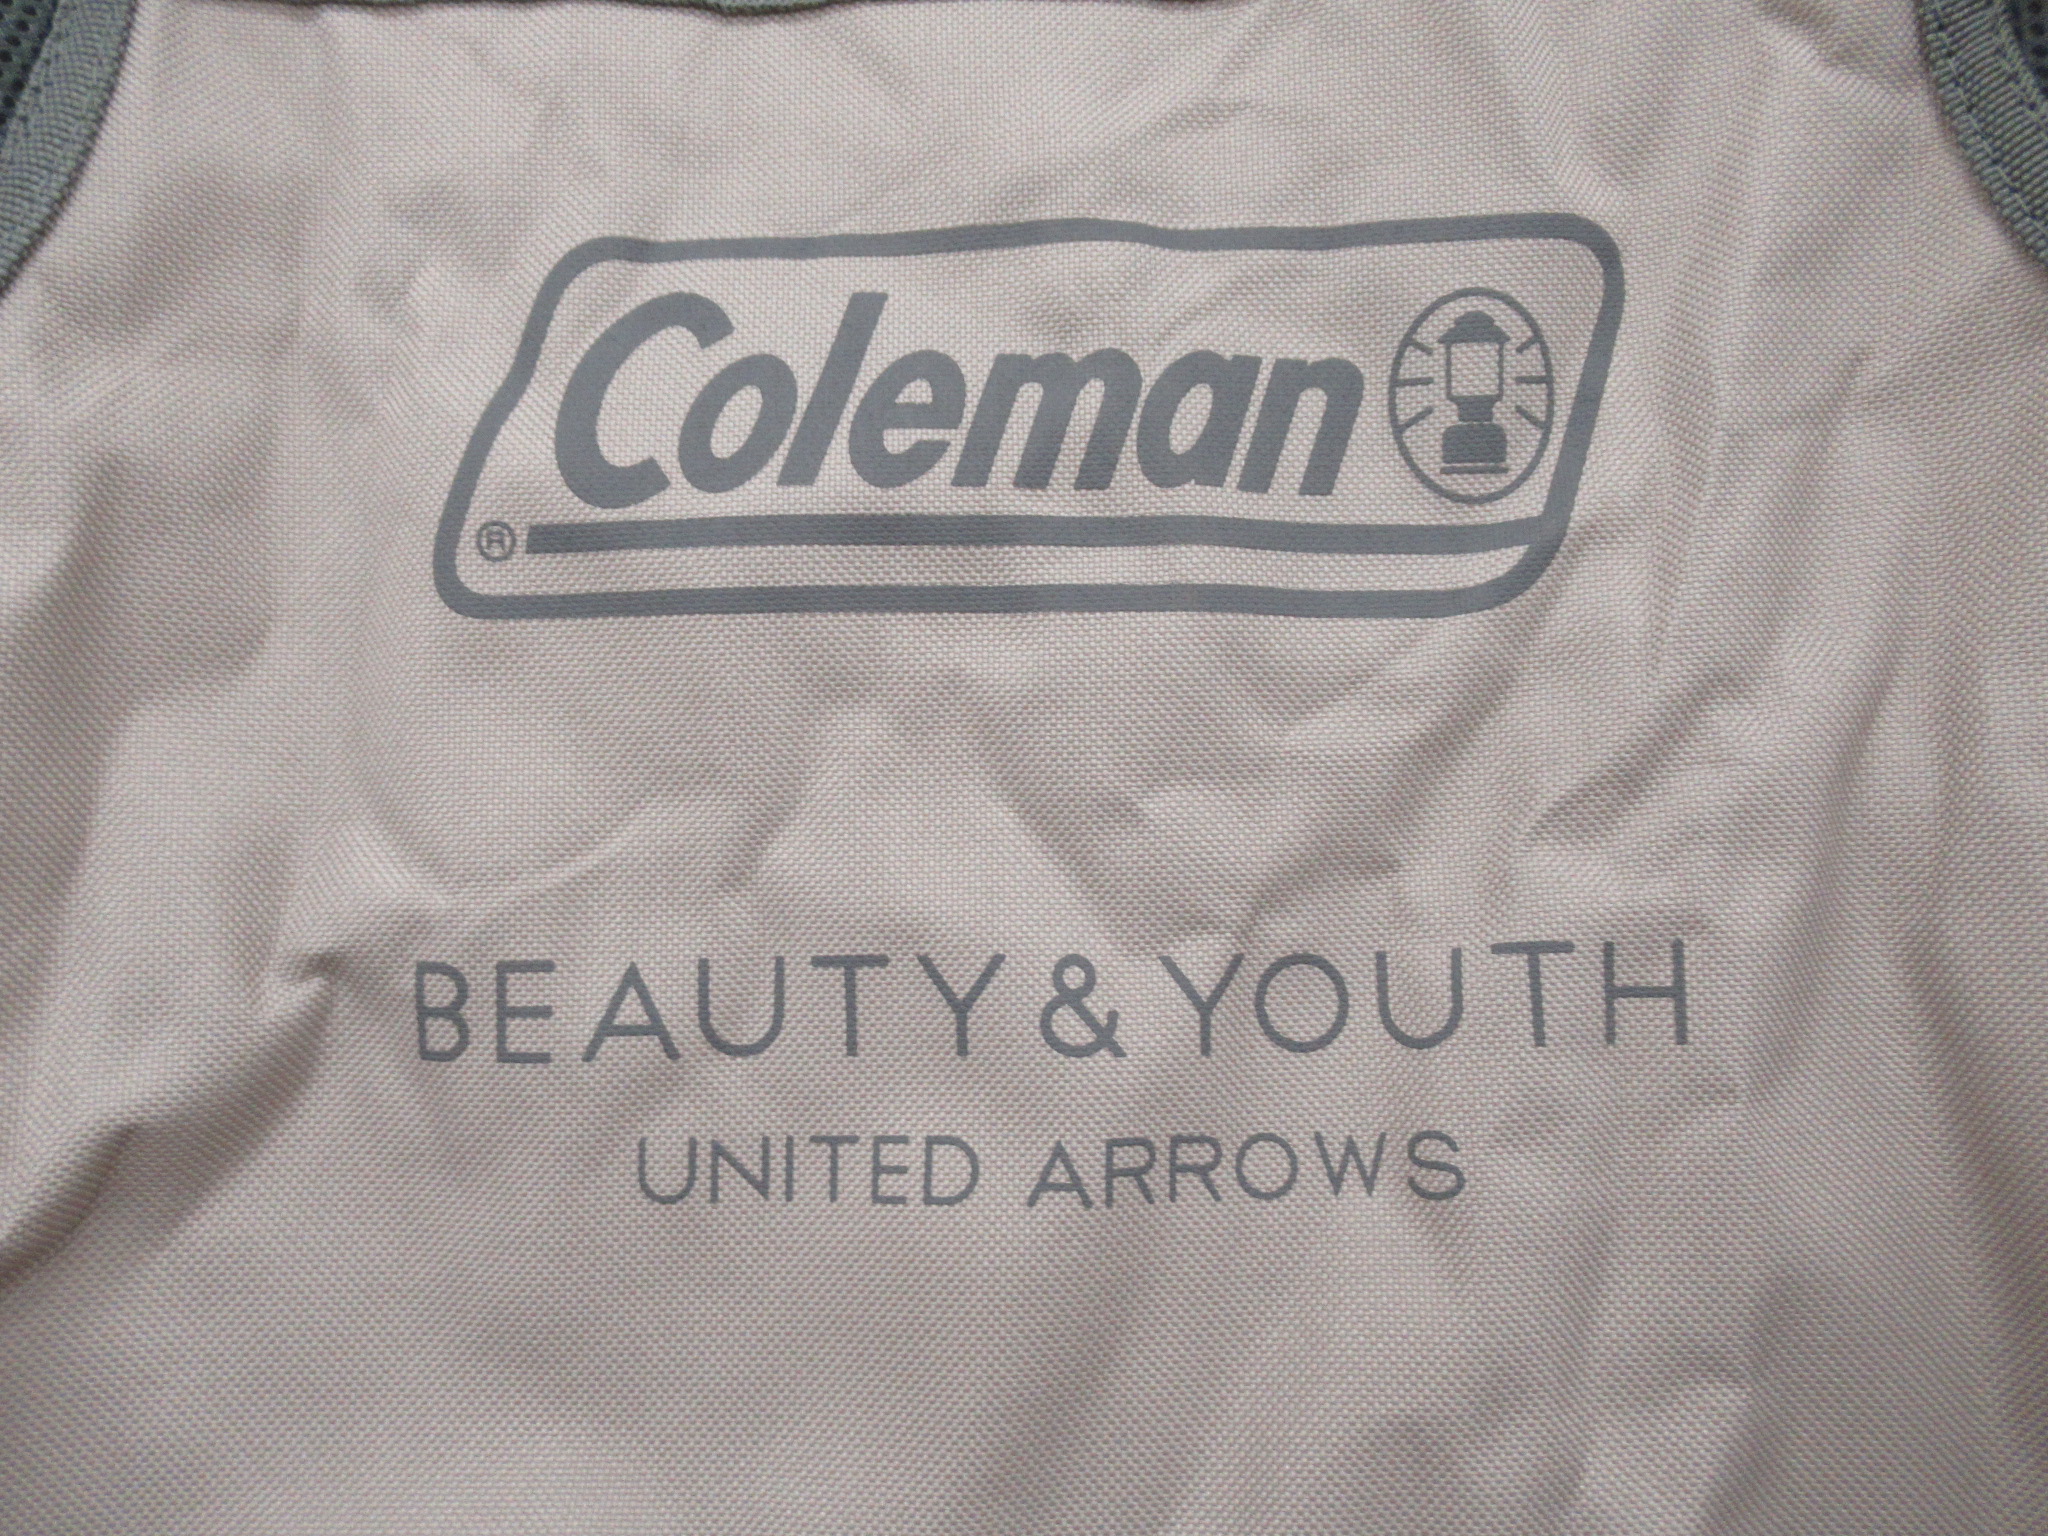 Coleman
®
BEAUTY & YOUTH
UNITED ARROWS